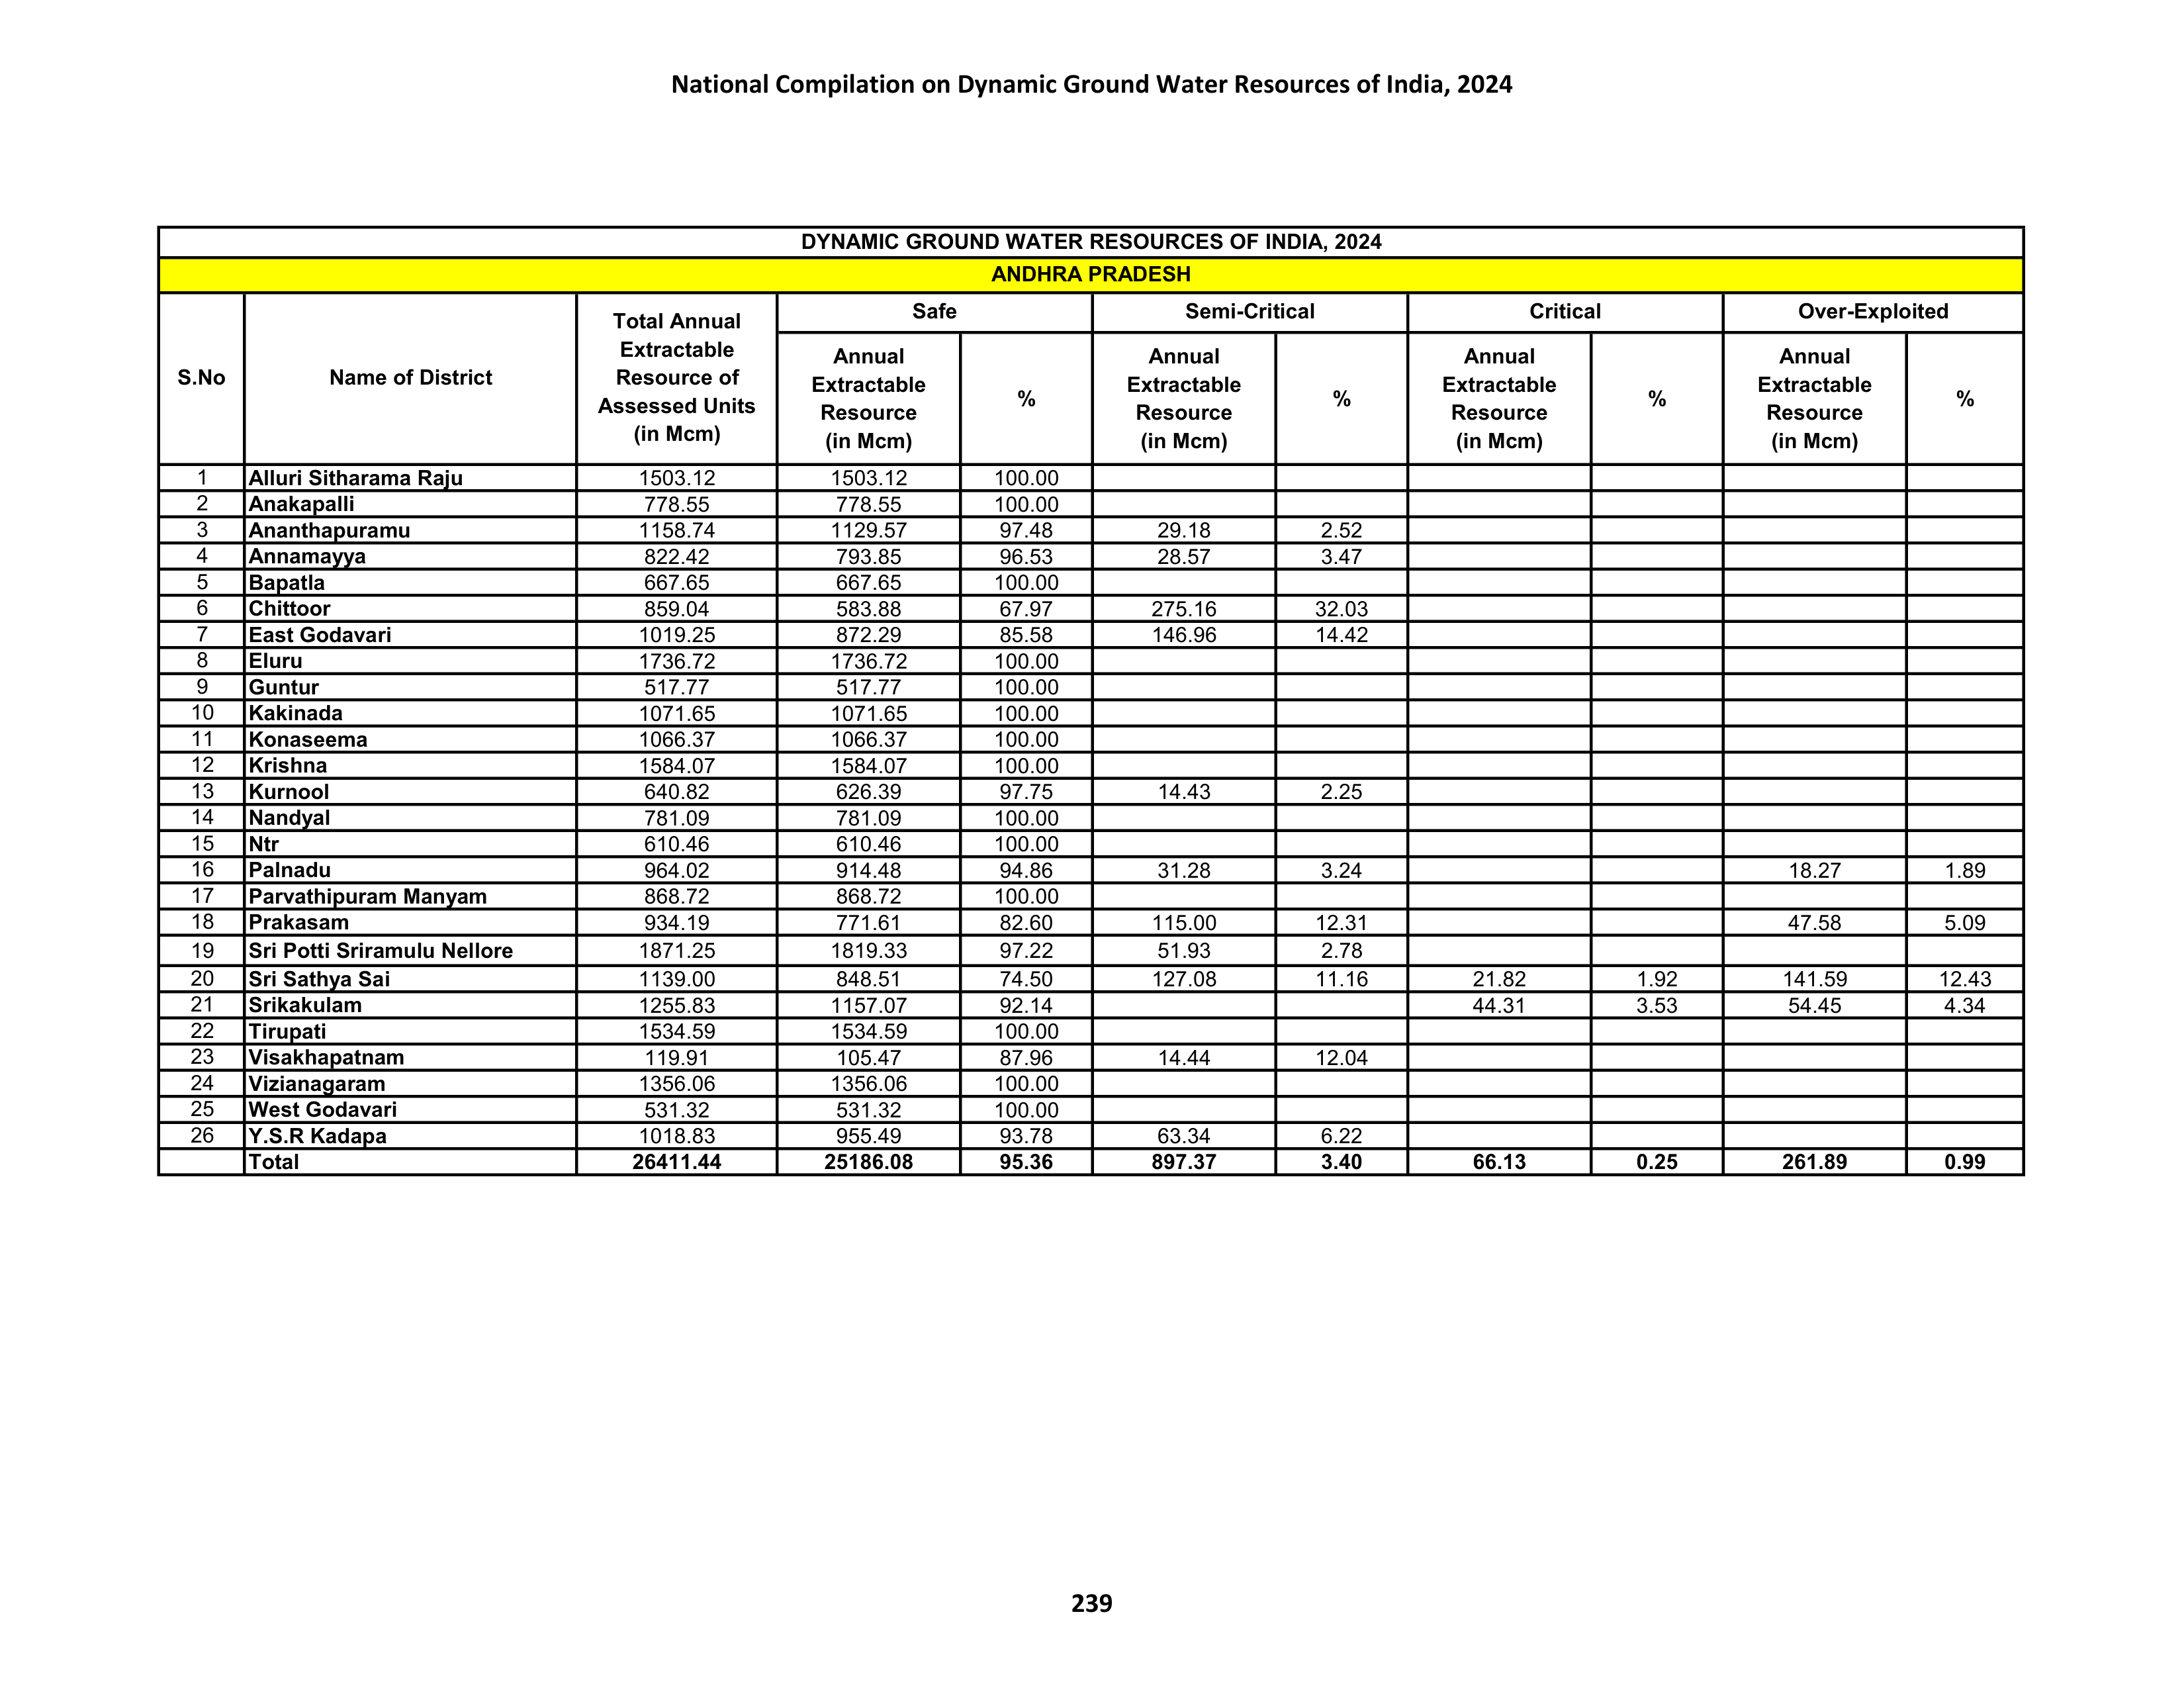 National Compilation on Dynamic Ground Water Resources of India, 2024
DYNAMIC GROUND WATER RESOURCES OF INDIA, 2024
ANDHRA PRADESH
S.No Name of District Total Annual Extractable Resource of Assessed Units (in Mcm) Safe Semi-Critical Critical Over-Exploited
Annual Extractable Resource (in Mcm) % Annual Extractable Resource (in Mcm) % Annual Extractable Resource (in Mcm) % Annual Extractable Resource (in Mcm) %
1 Alluri Sitharama Raju 1503.12 1503.12 100.00
2 Anakapalli 778.55 778.55 100.00
3 Ananthapuramu 1158.74 1129.57 97.48 29.18 2.52
4 Annamayya 822.42 793.85 96.53 28.57 3.47
5 Bapatla 667.65 667.65 100.00
6 Chittoor 859.04 583.88 67.97 275.16 32.03
7 East Godavari 1019.25 872.29 85.58 146.96 14.42
8 Eluru 1736.72 1736.72 100.00
9 Guntur 517.77 517.77 100.00
10 Kakinada 1071.65 1071.65 100.00
11 Konaseema 1066.37 1066.37 100.00
12 Krishna 1584.07 1584.07 100.00
13 Kurnool 640.82 626.39 97.75 14.43 2.25
14 Nandyal 781.09 781.09 100.00
15 Ntr 610.46 610.46 100.00
16 Palnadu 964.02 914.48 94.86 31.28 3.24 18.27 1.89
17 Parvathipuram Manyam 868.72 868.72 100.00
18 Prakasam 934.19 771.61 82.60 115.00 12.31 47.58 5.09
19 Sri Potti Sriramulu Nellore 1871.25 1819.33 97.22 51.93 2.78
20 Sri Sathya Sai 1139.00 848.51 74.50 127.08 11.16 21.82 1.92 141.59 12.43
21 Srikakulam 1255.83 1157.07 92.14 44.31 3.53 54.45 4.34
22 Tirupati 1534.59 1534.59 100.00
23 Visakhapatnam 119.91 105.47 87.96 14.44 12.04
24 Vizianagaram 1356.06 1356.06 100.00
25 West Godavari 531.32 531.32 100.00
26 Y.S.R Kadapa 1018.83 955.49 93.78 63.34 6.22
Total 26411.44 25186.08 95.36 897.37 3.40 66.13 0.25 261.89 0.99
239